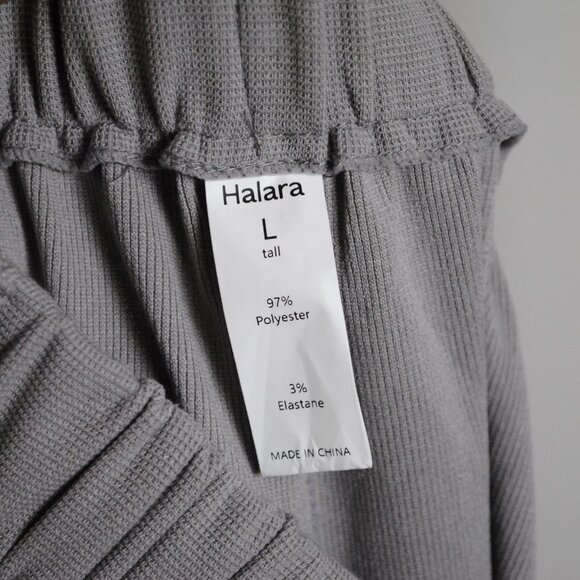 Halara
L
tall
97%
Polyester
3%
Elastane
MADE IN CHINA